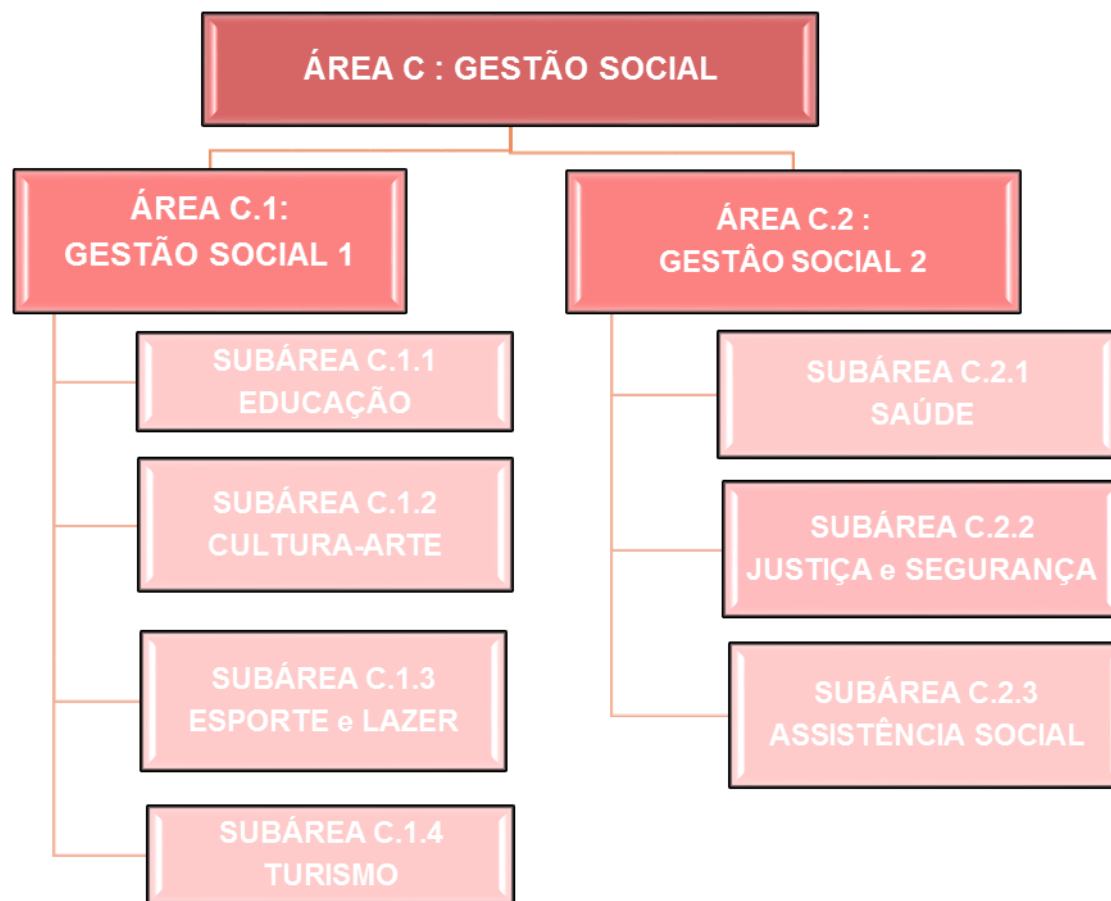 ÁREA C : GESTÃO SOCIAL
ÁREA C.1:
GESTÃO SOCIAL 1
SUBÁREA C.1.1
EDUCAÇÃO
SUBÁREA C.1.2
CULTURA-ARTE
SUBÁREA C.1.3
ESPORTE e LAZER
SUBÁREA C.1.4
TURISMO
ÁREA C.2 :
GESTÂO SOCIAL 2
SUBÁREA C.2.1
SAÚDE
SUBÁREA C.2.2
JUSTIÇA e SEGURANÇA
SUBÁREA C.2.3
ASSISTÊNCIA SOCIAL